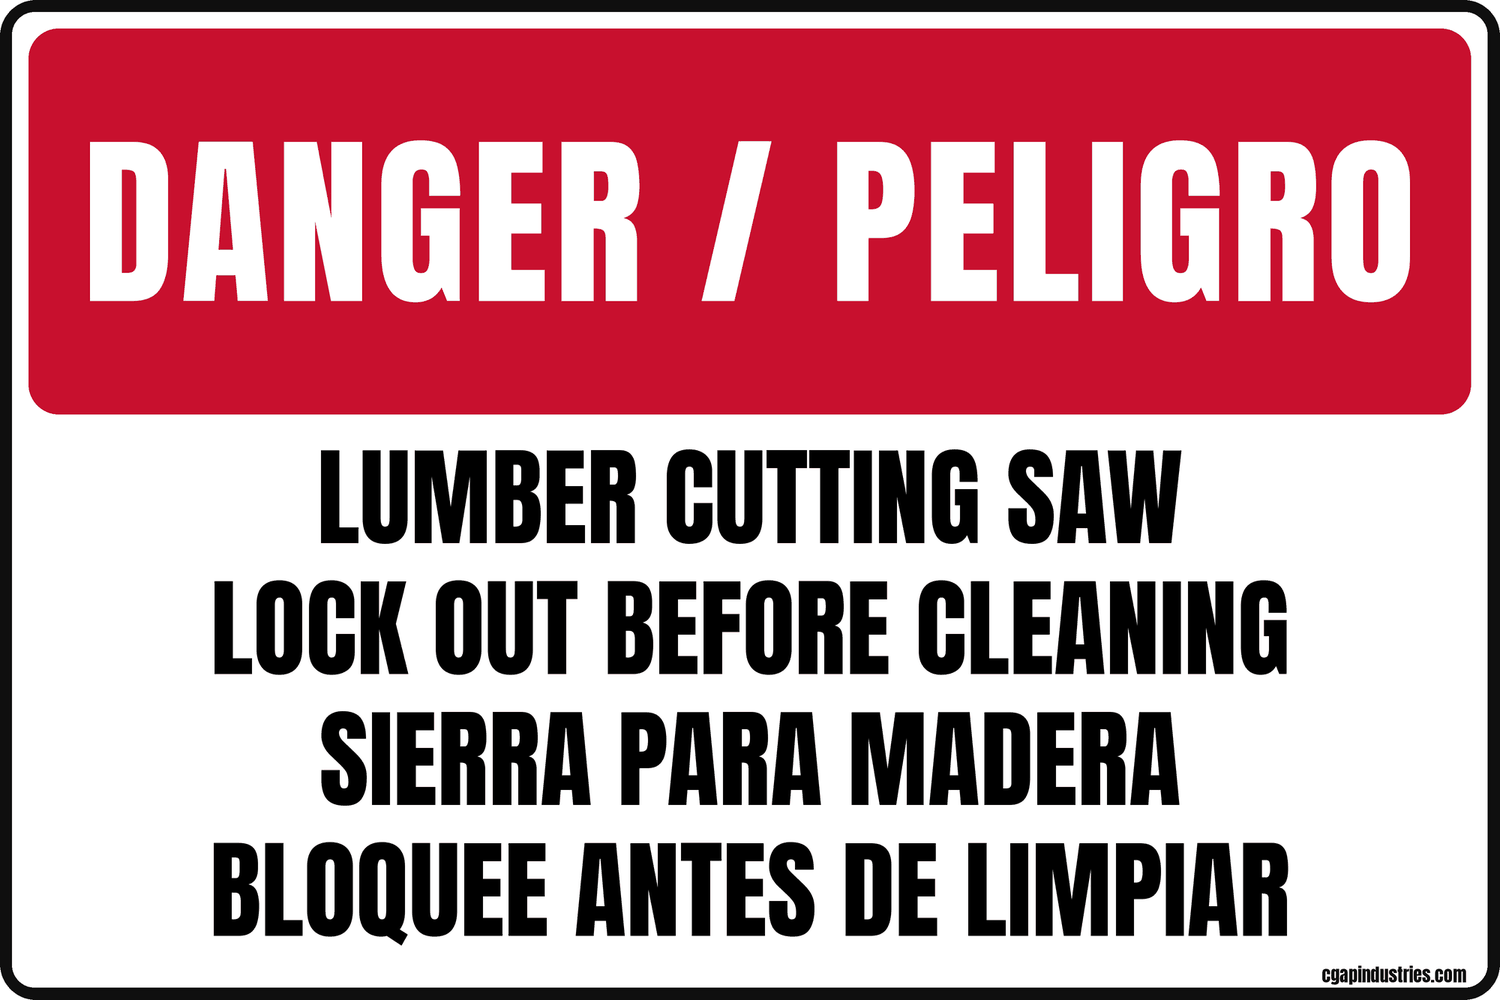 DANGER / PELIGRO
LUMBER CUTTING SAW
LOCK OUT BEFORE CLEANING
SIERRA PARA MADERA
BLOQUEE ANTES DE LIMPIAR
cgapindustries.com